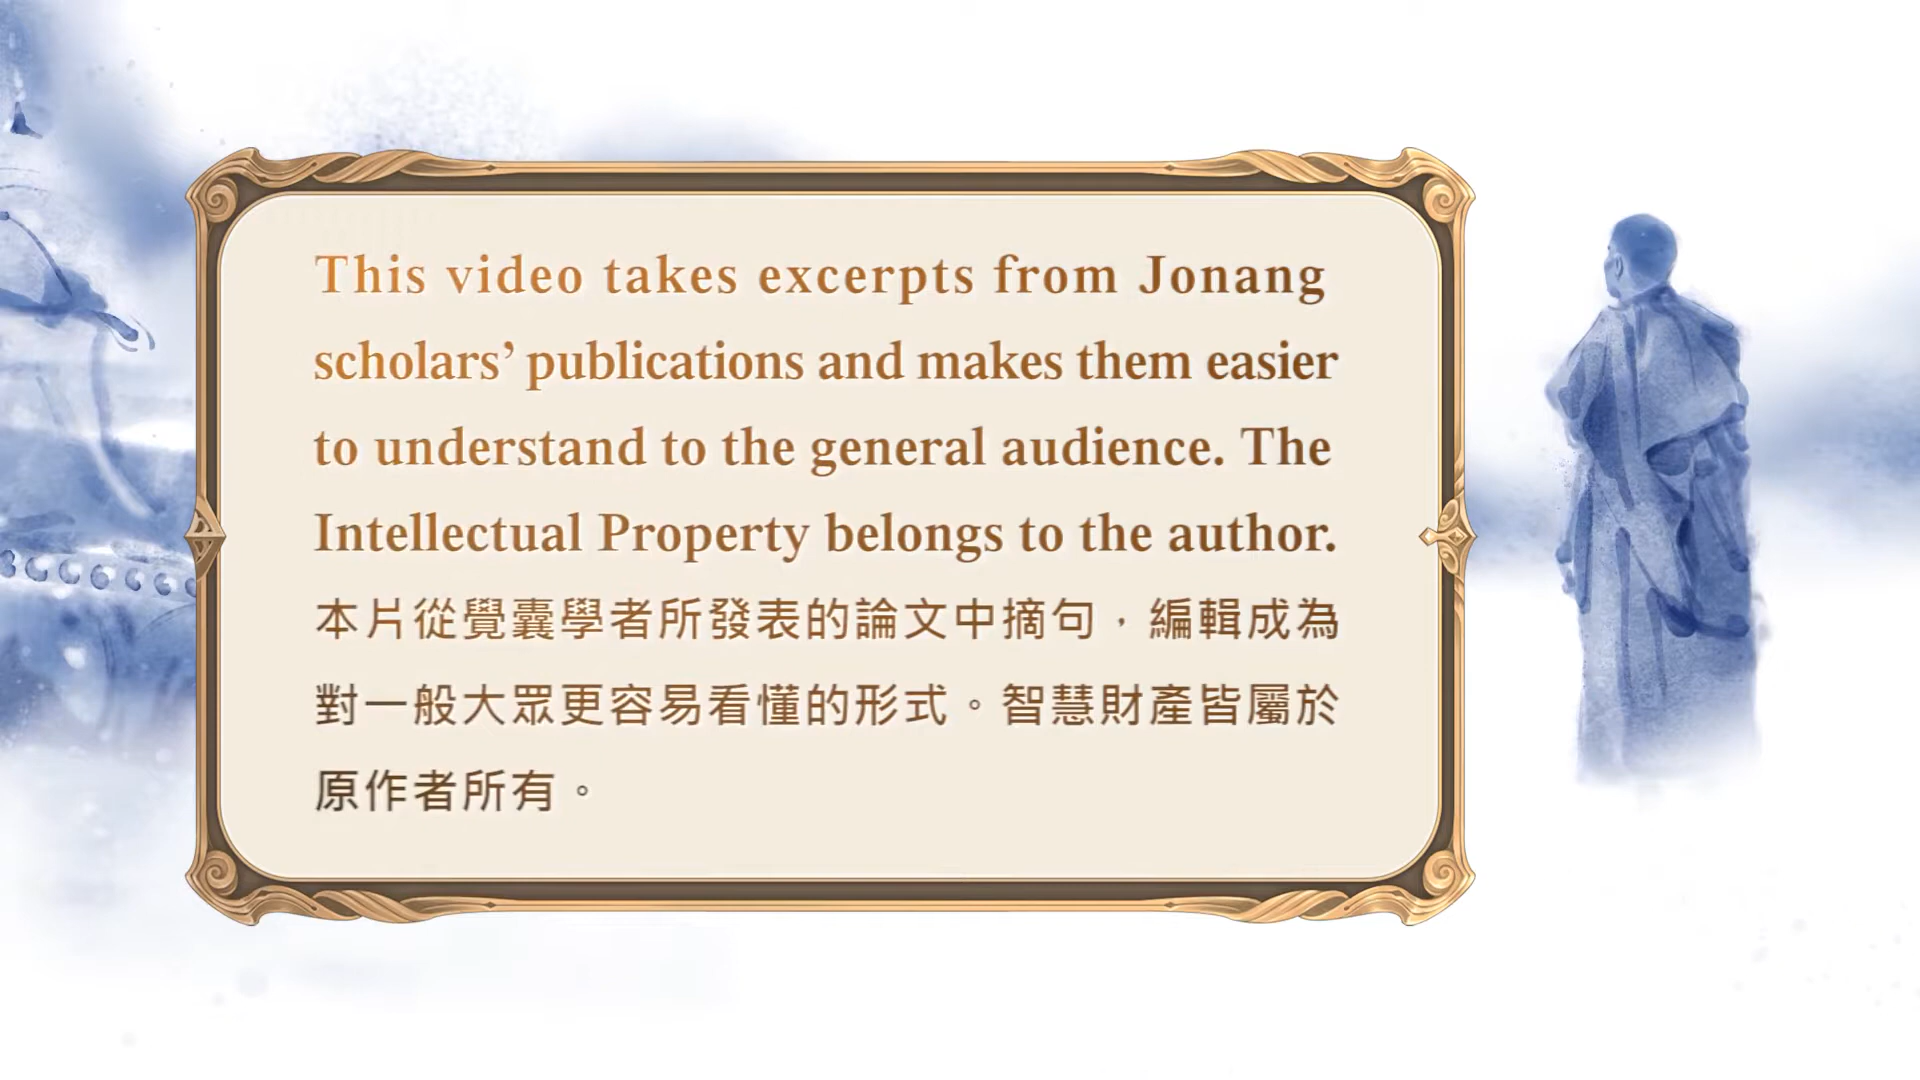 This video takes excerpts from Jonang
scholars’ publications and makes them easier
to understand to the general audience. The
Intellectual Property belongs to the author.
本片從覺囊學者所發表的論文中摘句，編輯成為
對一般大眾更容易看懂的形式。智慧財產皆屬於
原作者所有。